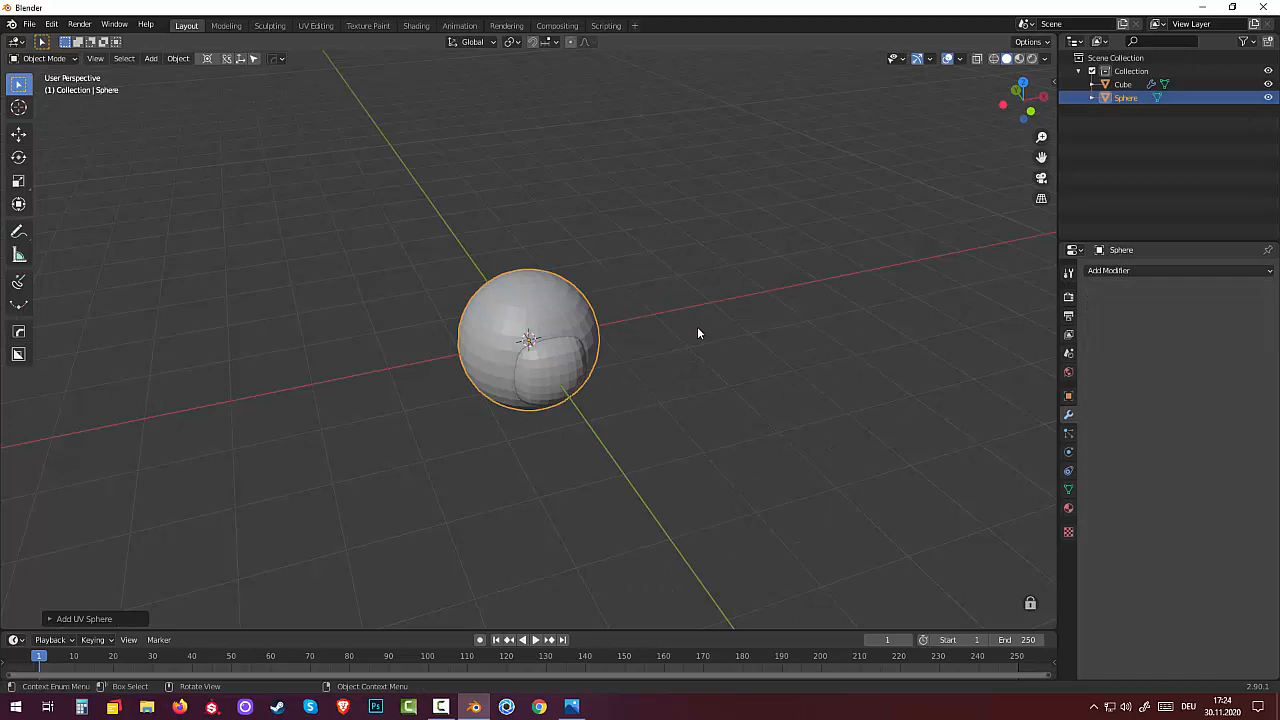 Blender
File Edit Render Window Help
Layout Modeling Sculpting UV Editing Texture Paint Shading Animation Rendering Compositing Scripting +
Scene
View Layer
Global
Options
Object Mode View Select Add Object
User Perspective
(1) Collection | Sphere
Scene Collection
Collection
Cube
Sphere
Sphere
Add Modifier
Add UV Sphere
Playback Keying View Marker
1
Start 1
End 250
1 10 20 30 40 50 60 70 80 90 100 110 120 130 140 150 160 170 180 190 200 210 220 230 240 250
Context Enum Menu Box Select Rotate View Object Context Menu
2.90.1
Ps
DEU
17:24
30.11.2020